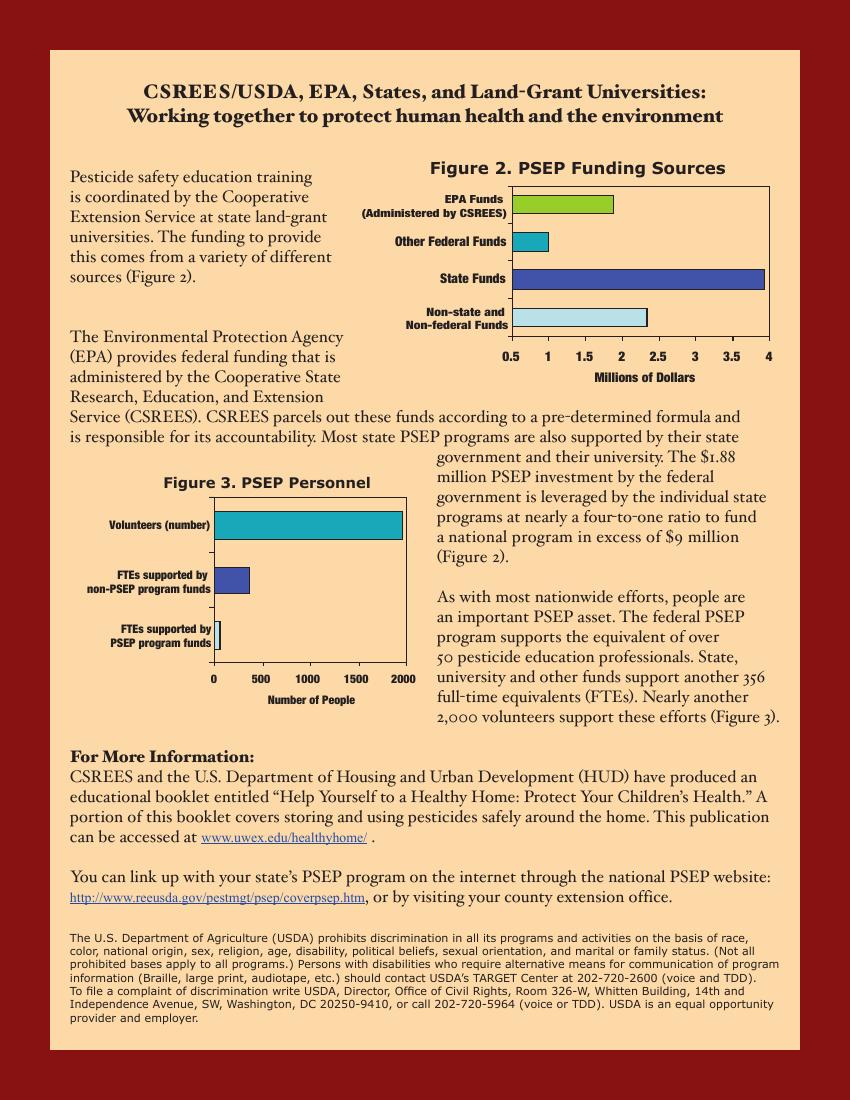 CSREES/USDA, EPA, States, and Land-Grant Universities:
Working together to protect human health and the environment
Pesticide safety education training
is coordinated by the Cooperative
Extension Service at state land-grant
universities. The funding to provide
this comes from a variety of different
sources (Figure 2).
Figure 2. PSEP Funding Sources
EPA Funds
(Administered by CSREES)
Other Federal Funds
State Funds
Non-state and
Non-federal Funds
0.5 1 1.5 2 2.5 3 3.5 4
Millions of Dollars
The Environmental Protection Agency
(EPA) provides federal funding that is
administered by the Cooperative State
Research, Education, and Extension
Service (CSREES). CSREES parcels out these funds according to a pre-determined formula and
is responsible for its accountability. Most state PSEP programs are also supported by their state
government and their university. The $1.88
million PSEP investment by the federal
government is leveraged by the individual state
programs at nearly a four-to-one ratio to fund
a national program in excess of $9 million
(Figure 2).
Figure 3. PSEP Personnel
Volunteers (number)
FTEs supported by
non-PSEP program funds
FTEs supported by
PSEP program funds
0 500 1000 1500 2000
Number of People
As with most nationwide efforts, people are
an important PSEP asset. The federal PSEP
program supports the equivalent of over
50 pesticide education professionals. State,
university and other funds support another 356
full-time equivalents (FTEs). Nearly another
2,000 volunteers support these efforts (Figure 3).
For More Information:
CSREES and the U.S. Department of Housing and Urban Development (HUD) have produced an
educational booklet entitled “Help Yourself to a Healthy Home: Protect Your Children’s Health.” A
portion of this booklet covers storing and using pesticides safely around the home. This publication
can be accessed at www.uwex.edu/healthyhome/ .
You can link up with your state’s PSEP program on the internet through the national PSEP website:
http://www.reeusda.gov/pestmgt/psep/coverpsep.htm, or by visiting your county extension office.
The U.S. Department of Agriculture (USDA) prohibits discrimination in all its programs and activities on the basis of race,
color, national origin, sex, religion, age, disability, political beliefs, sexual orientation, and marital or family status. (Not all
prohibited bases apply to all programs.) Persons with disabilities who require alternative means for communication of program
information (Braille, large print, audiotape, etc.) should contact USDA’s TARGET Center at 202-720-2600 (voice and TDD).
To file a complaint of discrimination write USDA, Director, Office of Civil Rights, Room 326-W, Whitten Building, 14th and
Independence Avenue, SW, Washington, DC 20250-9410, or call 202-720-5964 (voice or TDD). USDA is an equal opportunity
provider and employer.